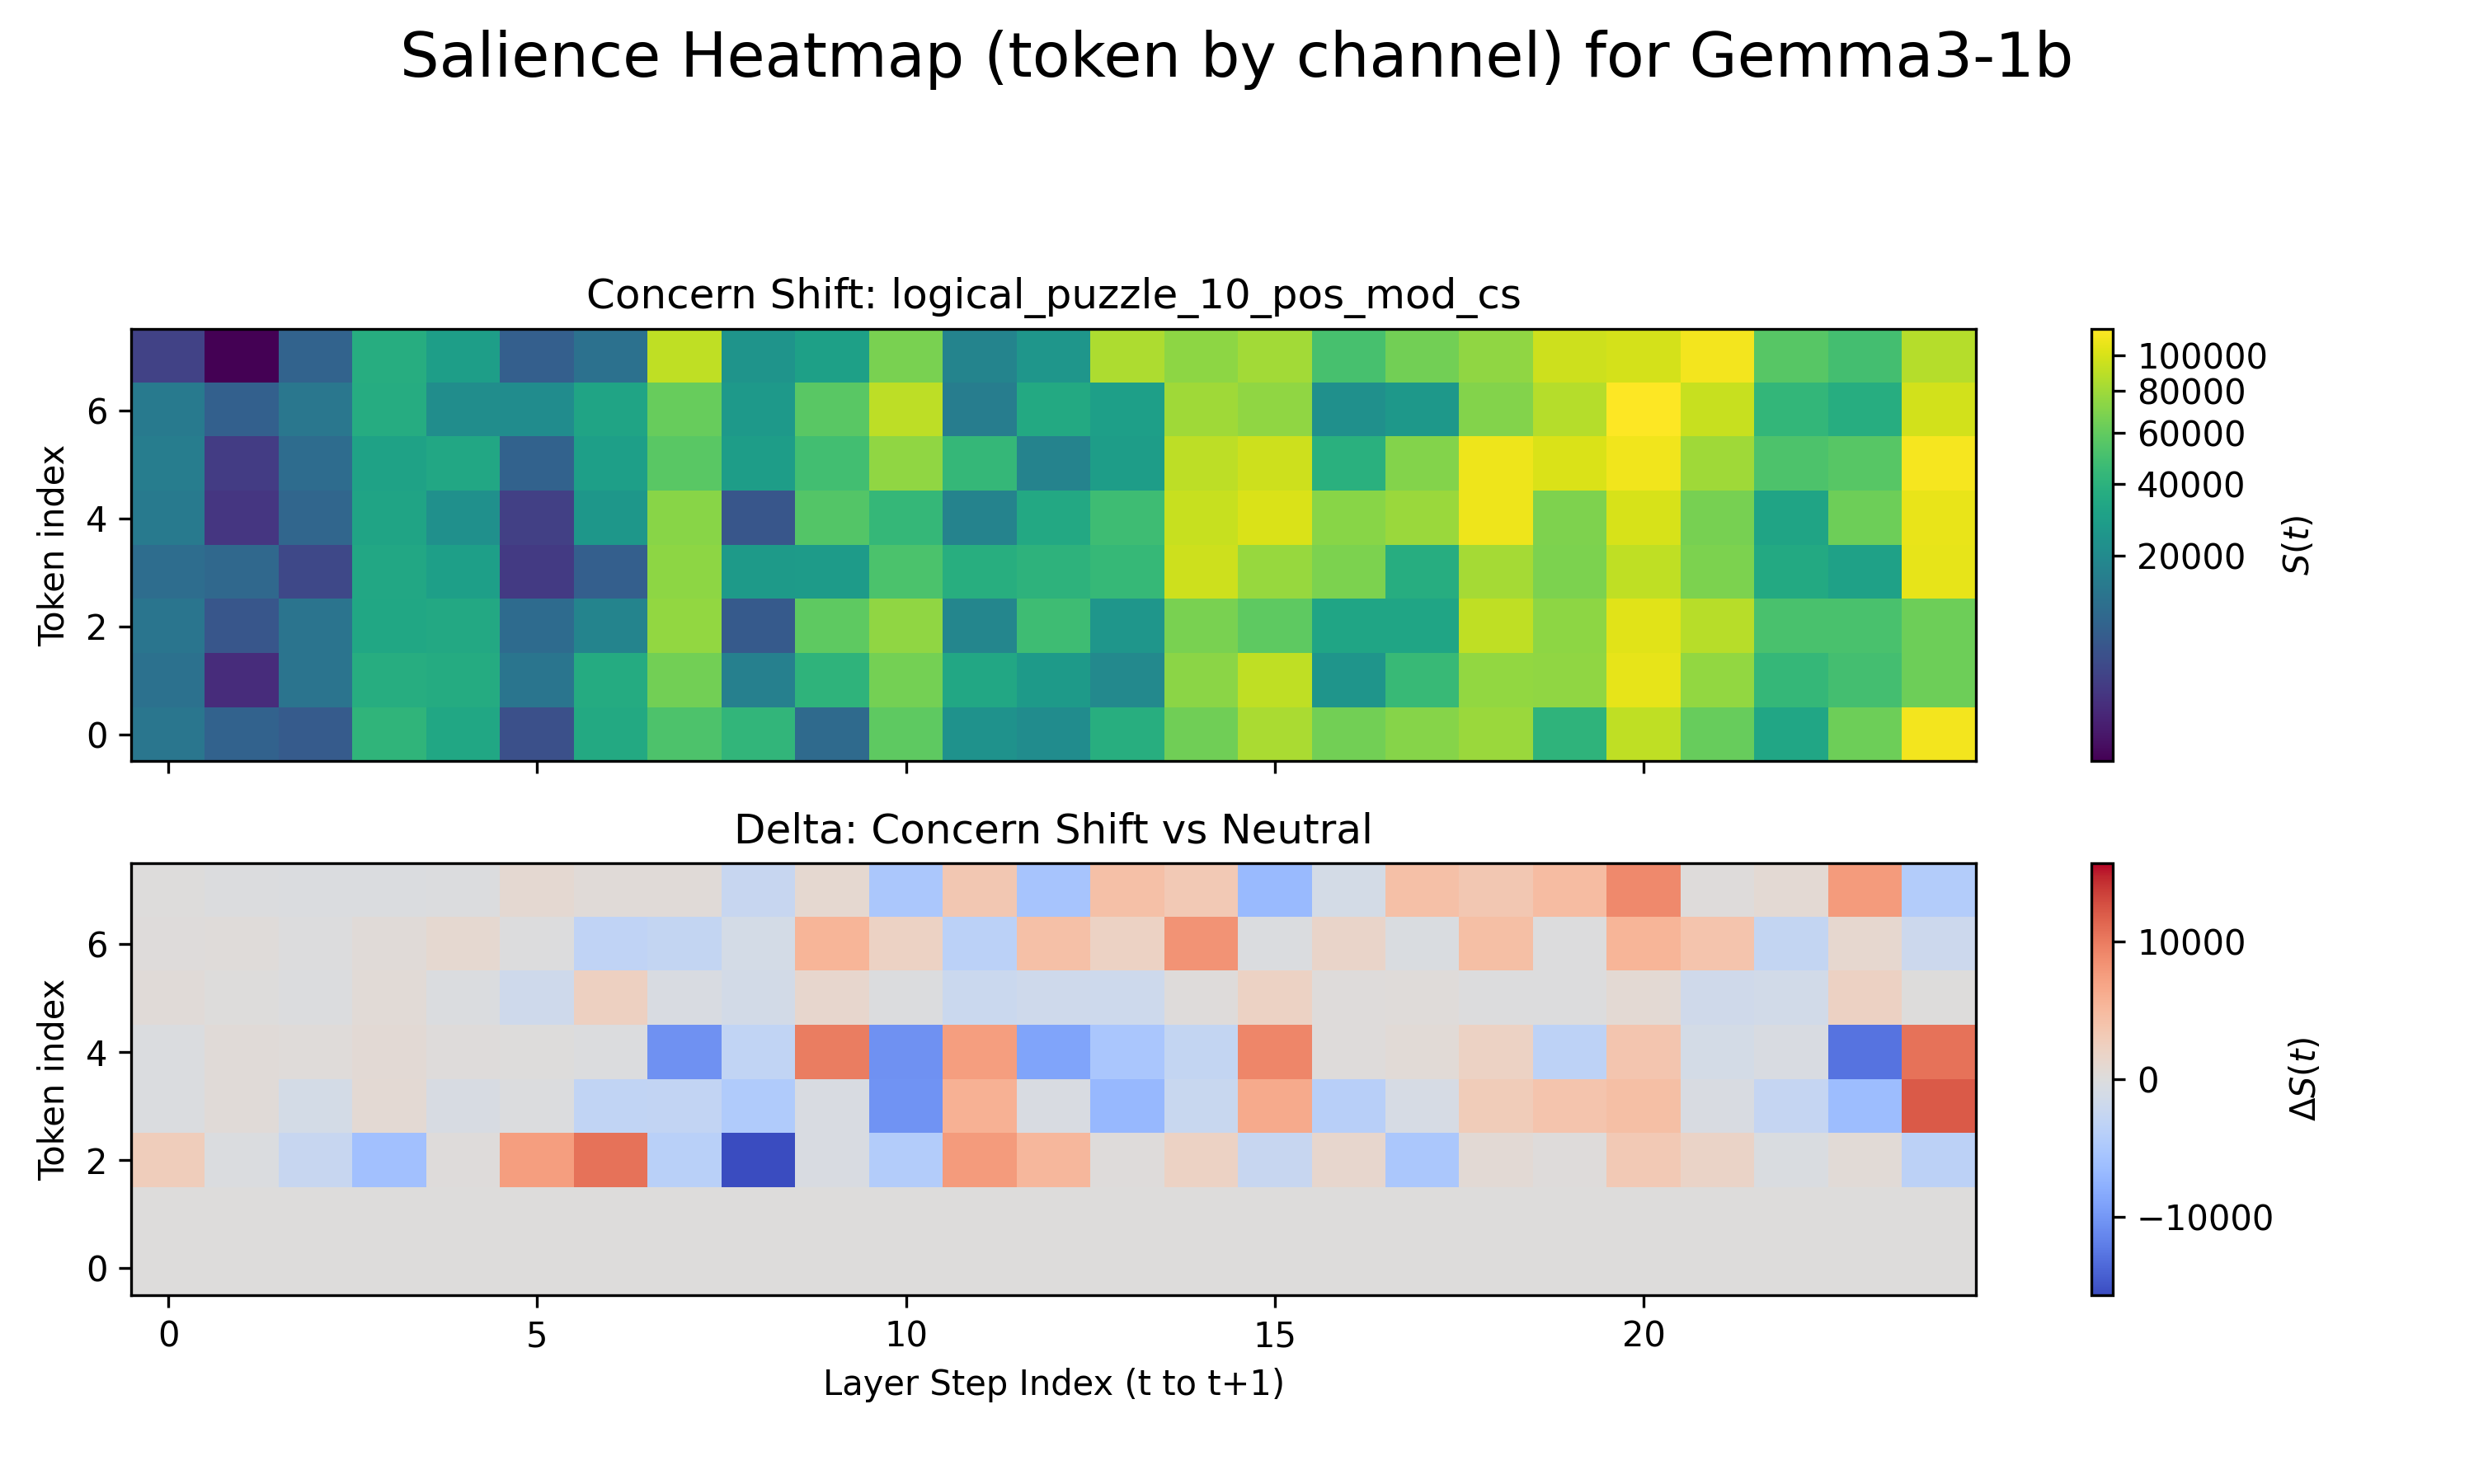 Salience Heatmap (token by channel) for Gemma3-1b
Concern Shift: logical_puzzle_10_pos_mod_cs
Token index
6
4
2
0
100000
80000
60000
40000
20000
S(t)
Delta: Concern Shift vs Neutral
Token index
6
4
2
0
0
5
10
15
20
Layer Step Index (t to t+1)
10000
0
−10000
ΔS(t)